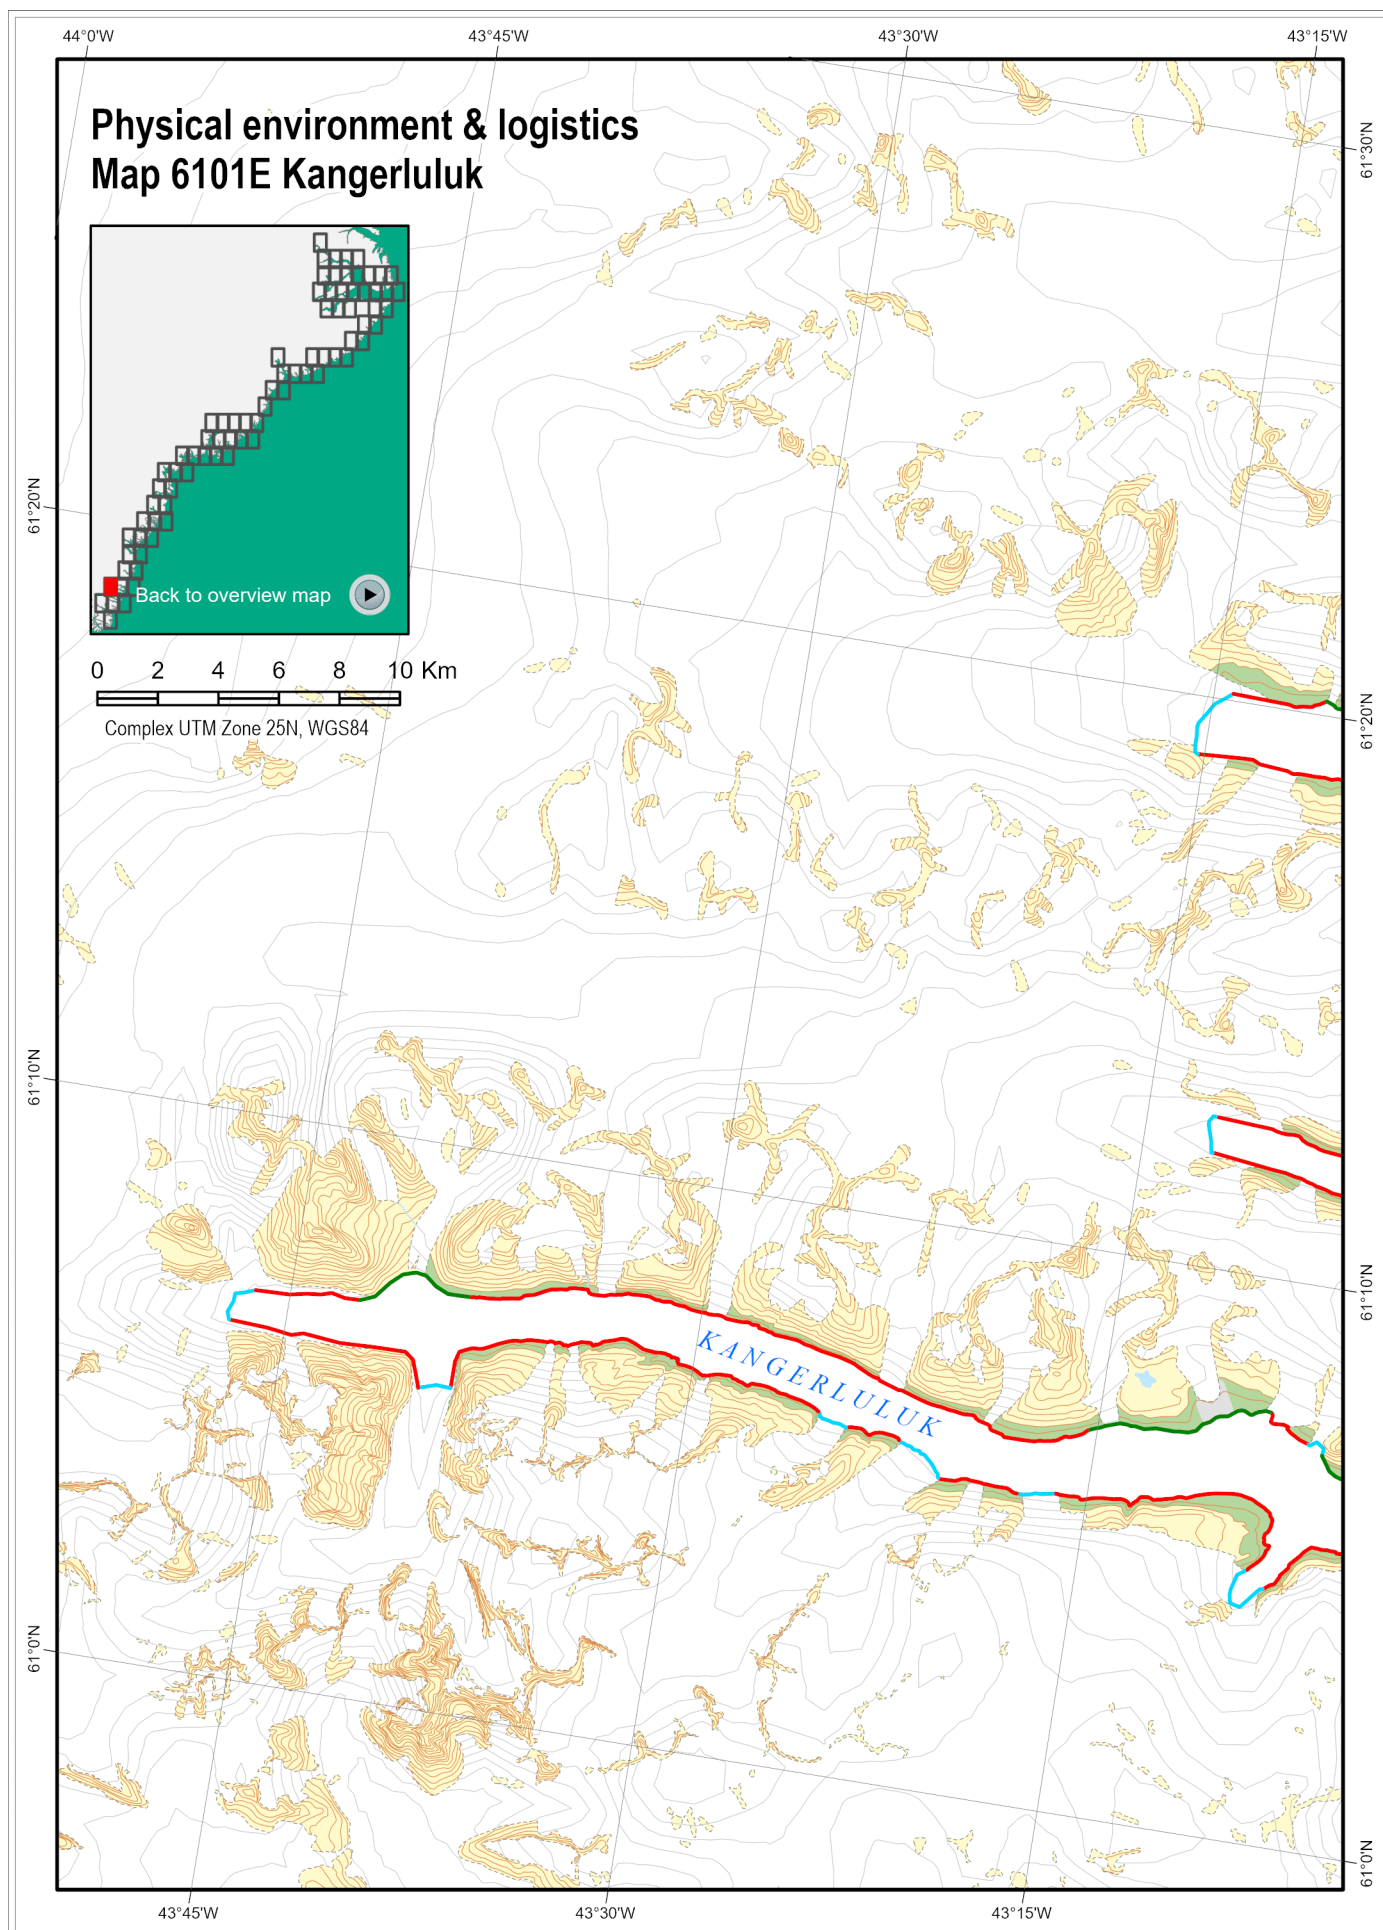 44°0'W
43°45'W
43°30'W
43°15'W
Physical environment & logistics
Map 6101E Kangerluluk
61°30'N
Back to overview map
61°20'N
0 2 4 6 8 10 Km
Complex UTM Zone 25N, WGS84
61°20'N
61°10'N
61°10'N
KANGERLULUK
61°0'N
61°0'N
43°45'W
43°30'W
43°15'W